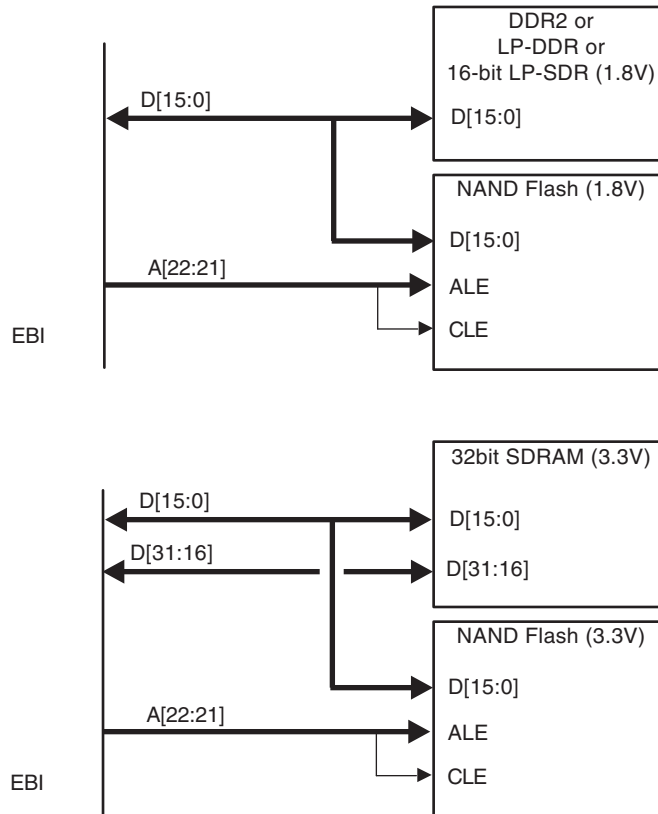 DDR2 or
LP-DDR or
16-bit LP-SDR (1.8V)
D[15:0]
D[15:0]
NAND Flash (1.8V)
D[15:0]
A[22:21]
ALE
CLE
EBI
32bit SDRAM (3.3V)
D[15:0]
D[15:0]
D[31:16]
D[31:16]
NAND Flash (3.3V)
D[15:0]
A[22:21]
ALE
CLE
EBI